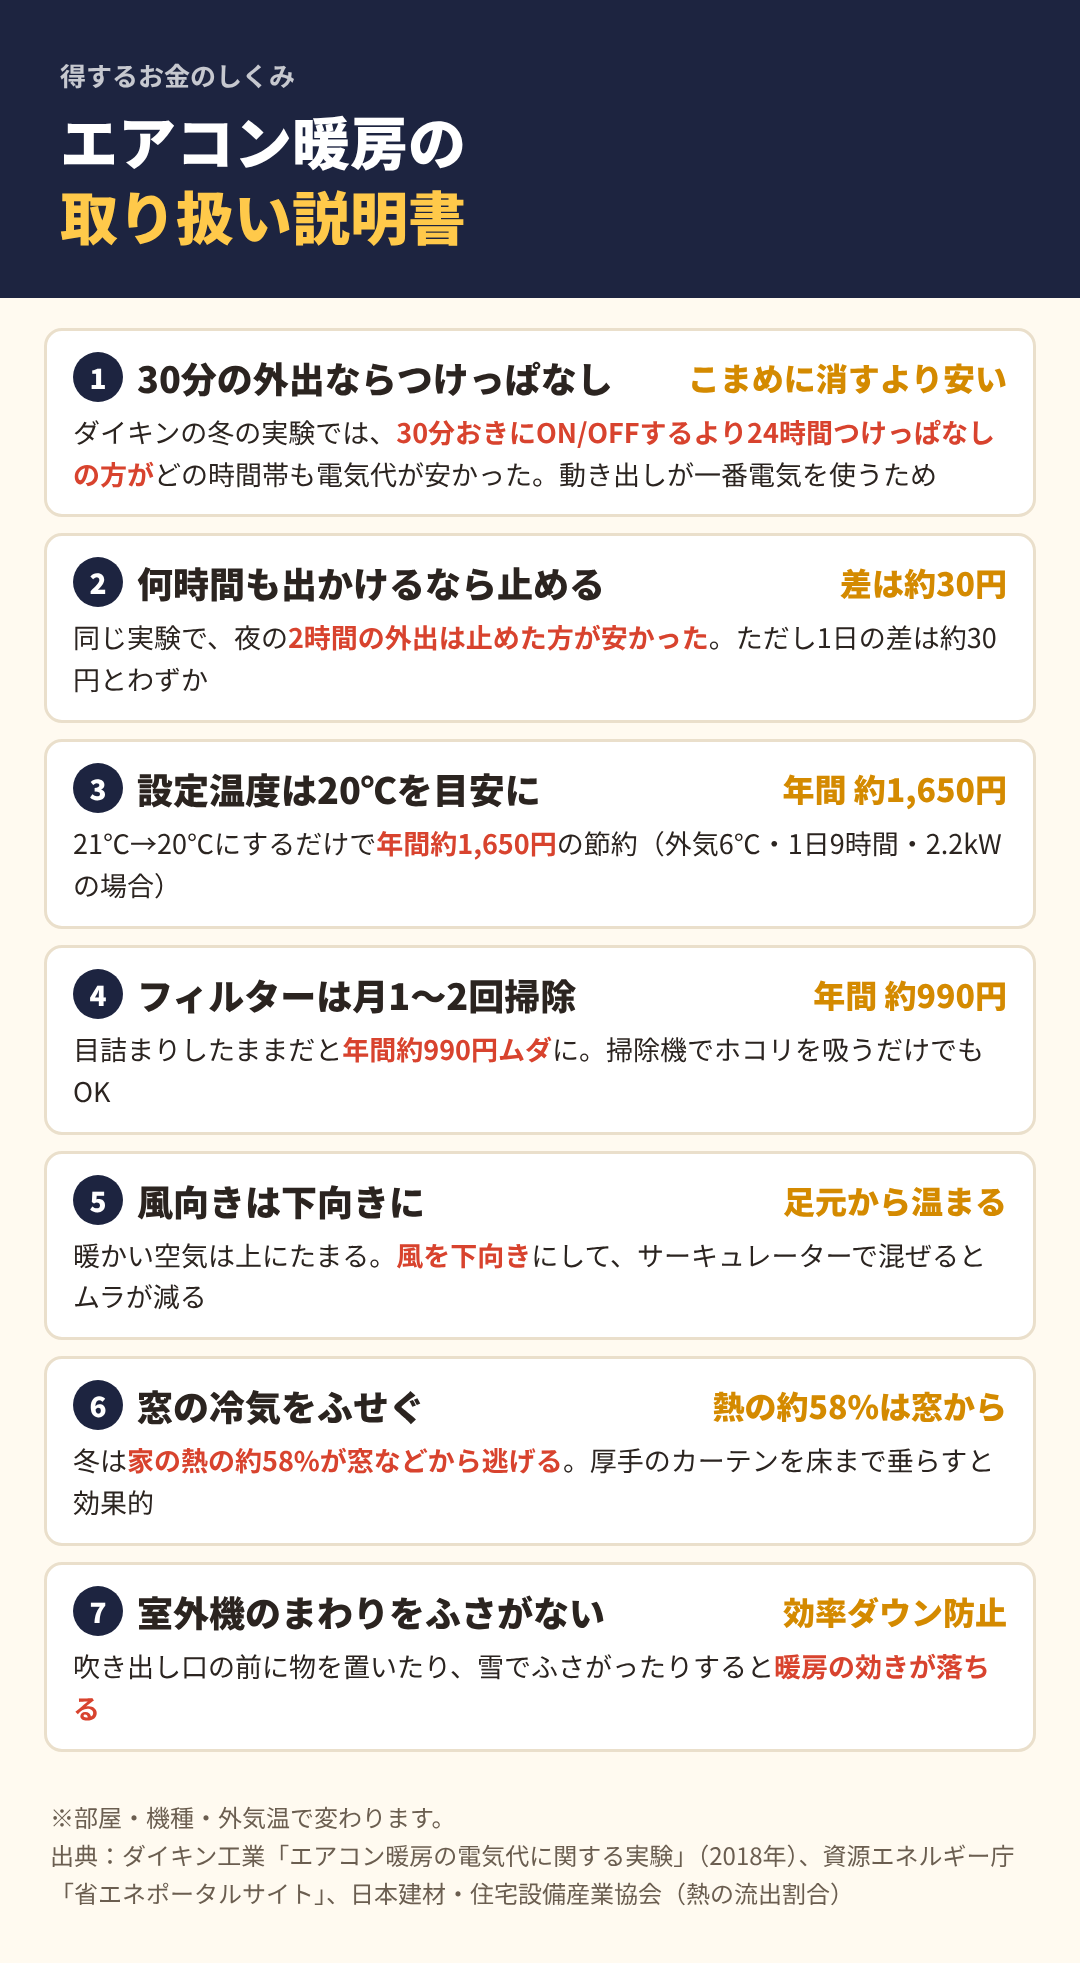 得するお金のしくみ
エアコン暖房の
取り扱い説明書
1 30分の外出ならつけっぱなし こまめに消すより安い
ダイキンの冬の実験では、30分おきにON/OFFするより24時間つけっぱなし
の方がどの時間帯も電気代が安かった。動き出しが一番電気を使うため
2 何時間も出かけるなら止める 差は約30円
同じ実験で、夜の2時間の外出は止めた方が安かった。ただし1日の差は約30
円とわずか
3 設定温度は20℃を目安に 年間 約1,650円
21℃→20℃にするだけで年間約1,650円の節約（外気6℃・1日9時間・2.2kW
の場合）
4 フィルターは月1〜2回掃除 年間 約990円
目詰まりしたままだと年間約990円ムダに。掃除機でホコリを吸うだけでも
OK
5 風向きは下向きに 足元から温まる
暖かい空気は上にたまる。風を下向きにして、サーキュレーターで混ぜると
ムラが減る
6 窓の冷気をふせぐ 熱の約58%は窓から
冬は家の熱の約58%が窓などから逃げる。厚手のカーテンを床まで垂らすと
効果的
7 室外機のまわりをふさがない 効率ダウン防止
吹き出し口の前に物を置いたり、雪でふさがったりすると暖房の効きが落ち
る
※部屋・機種・外気温で変わります。
出典：ダイキン工業「エアコン暖房の電気代に関する実験」（2018年）、資源エネルギー庁
「省エネポータルサイト」、日本建材・住宅設備産業協会（熱の流出割合）